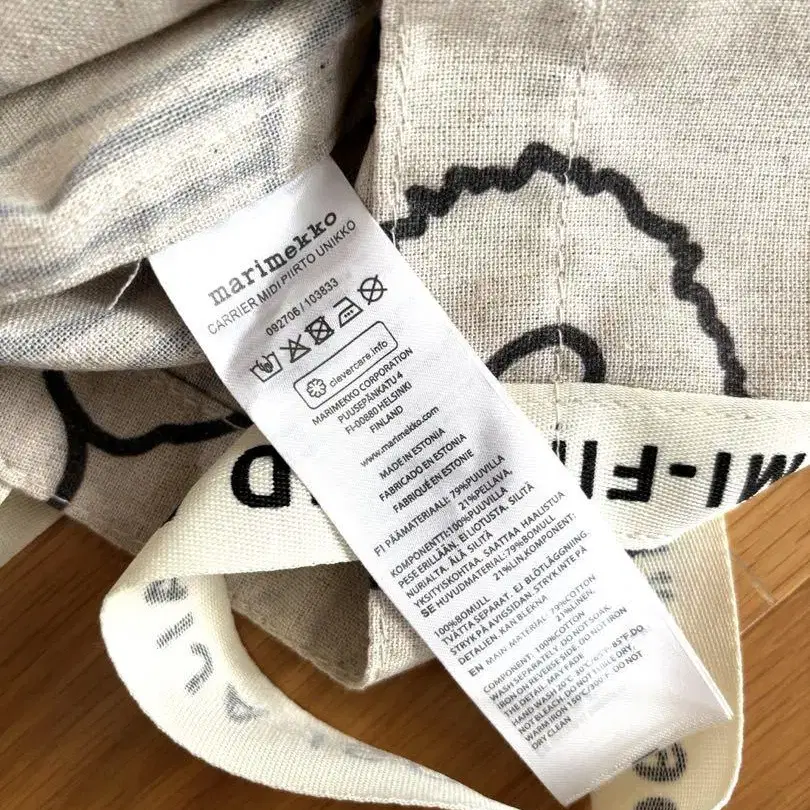 marimekko
CARRIER MIDI PIIRTO UNIKKO
092706 / 103833
clevercare.info
MARIMEKKO CORPORATION
PUUSEPÄNKATU 4
FI-00880 HELSINKI
FINLAND
www.marimekko.com
MADE IN ESTONIA
FABRICADO EN ESTONIA
FABRIQUÉ EN ESTONIE
FI PÄÄMATERIAALI: 79%PUUVILLA
21%PELLAVA,
KOMPONENTTI:100%PUUVILLA
PESE ERILLÄÄN. EI LIOTUSTA. SILITÄ
NURJALTA. ÄLÄ SILITÄ
YKSITYISKOHTAA. SAATTAA HAALISTUA
SE HUVUDMATERIAL:79%BOMULL
21%LIN,KOMPONENT:
100%BOMULL
TVÄTTA SEPARAT. EJ BLÖTLÄGGNING.
STRYK PÅ AVIGSIDAN. STRYK INTE PÅ
DETALJEN. KAN BLEKNA
EN MAIN: MATERIAL: 79%COTTON
21%LINEN,
COMPONENT: 100%COTTON
WASH SEPARATELY. DO NOT SOAK.
IRON ON REVERSE SIDE. DO NOT IRON
THE DETAIL. MAY FADE
HAND WASH 30°C
DO
NOT BLEACH. DO NOT TUMBLE DRY.
WARM IRON 150°C/300°F. DO NOT
DRY CLEAN
MI-FI